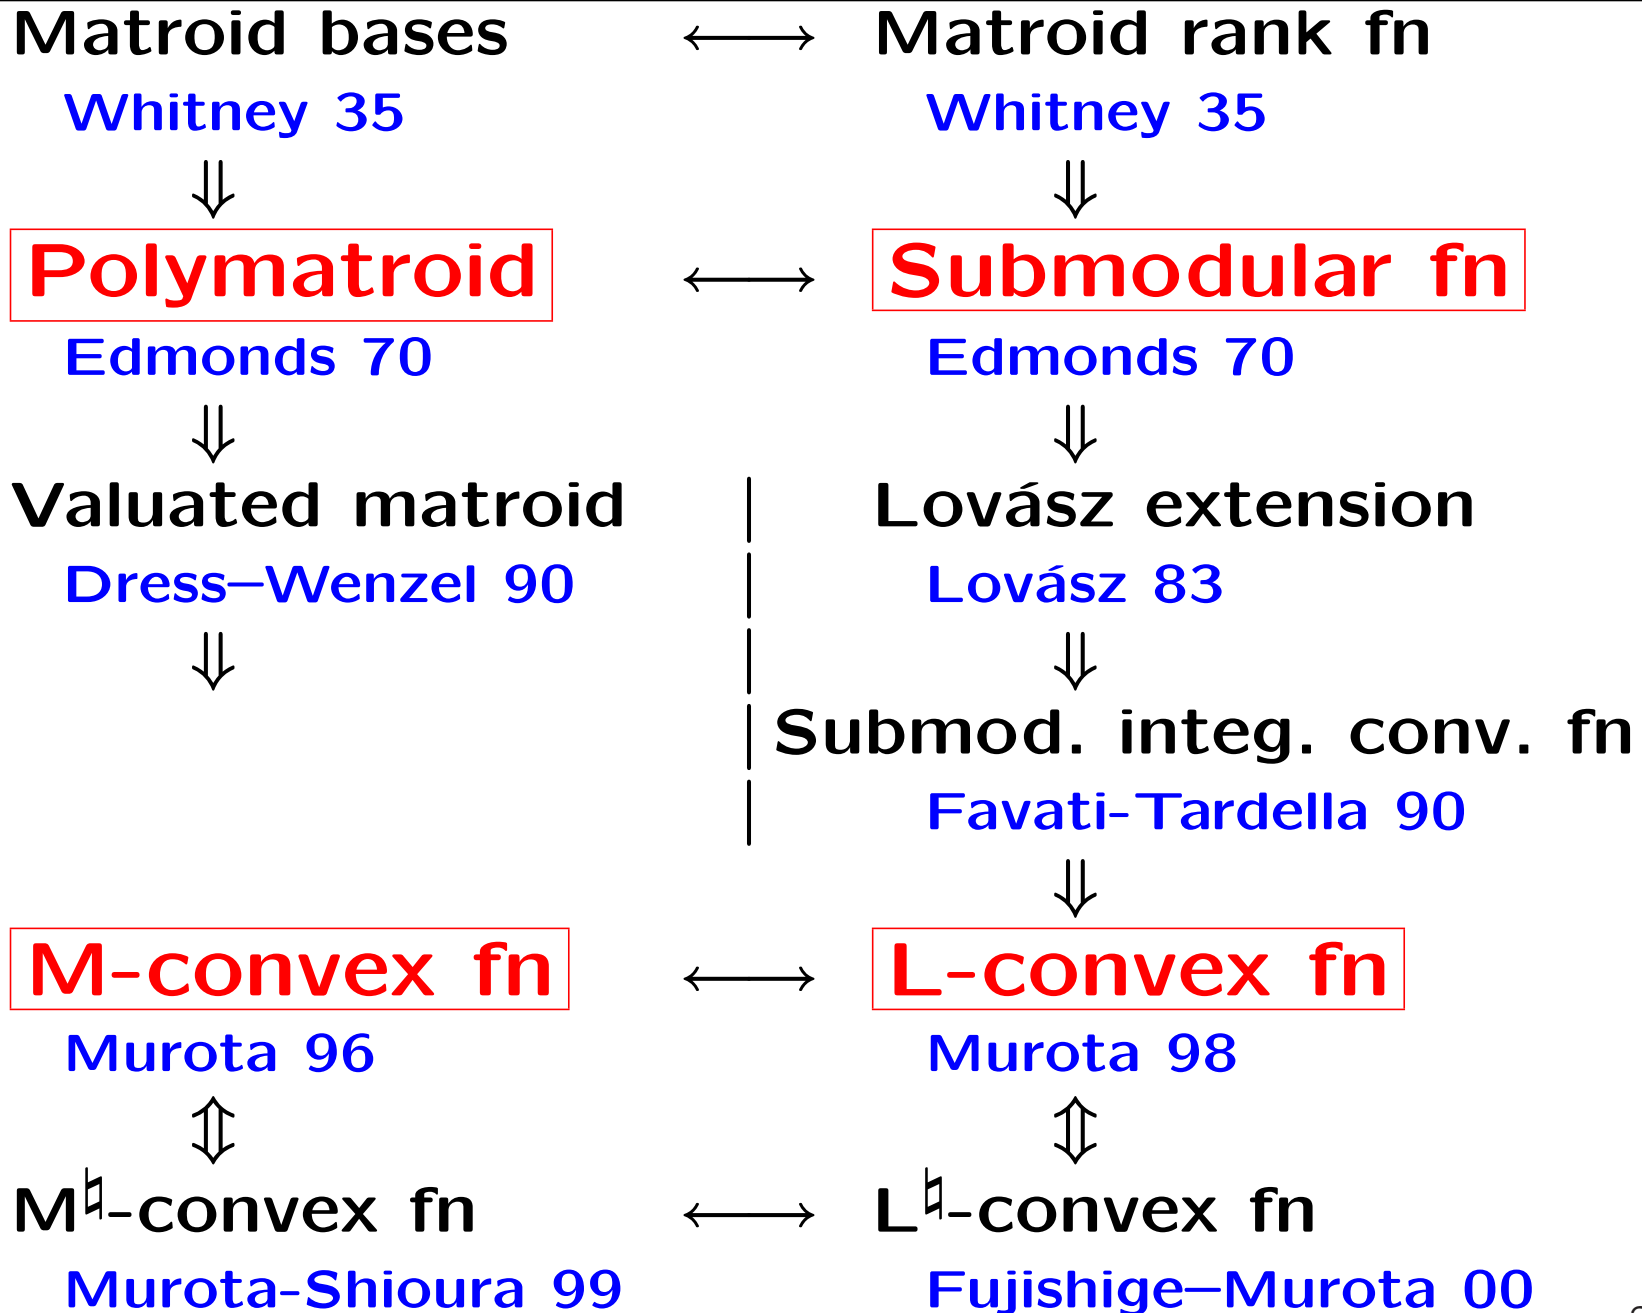 Matroid bases ⟷ Matroid rank fn
Whitney 35 Whitney 35
⇓ ⇓
Polymatroid ⟷ Submodular fn
Edmonds 70 Edmonds 70
⇓ ⇓
Valuated matroid | Lovász extension
Dress–Wenzel 90 | Lovász 83
⇓ | ⇓
| Submod. integ. conv. fn
| Favati-Tardella 90
⇓
M-convex fn ⟷ L-convex fn
Murota 96 Murota 98
⇕ ⇕
M♮-convex fn ⟷ L♮-convex fn
Murota-Shioura 99 Fujishige–Murota 00